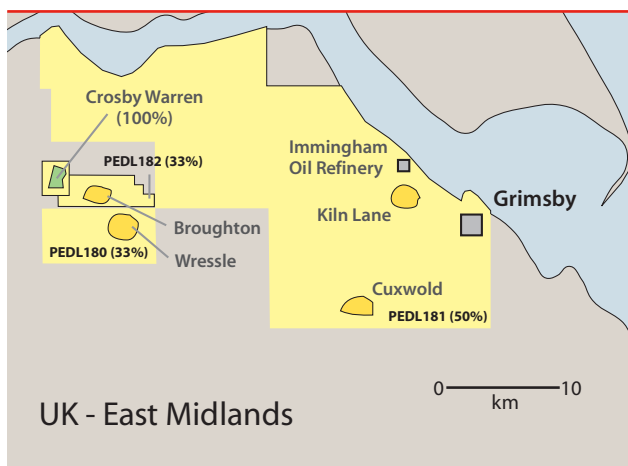 Crosby Warren
(100%)
PEDL182 (33%)
Immingham
Oil Refinery
Grimsby
Kiln Lane
Broughton
PEDL180 (33%)
Wressle
Cuxwold
PEDL181 (50%)
0 10
km
UK - East Midlands